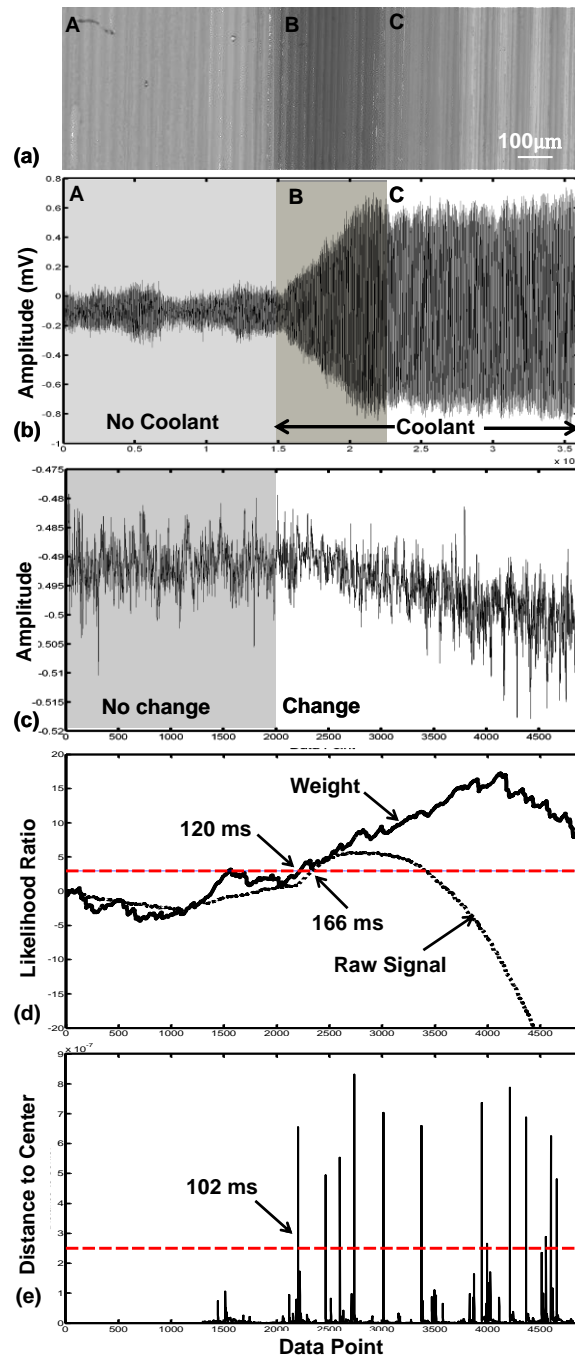 A B C
100µm
(a)
0.8
0.6
0.4
0.2
0
-0.2
-0.4
-0.6
-0.8
-1
Amplitude (mV)
A B C
No Coolant
Coolant
(b)
0 0.5 1 1.5 2 2.5 3 3.5
-0.475
-0.48
-0.485
-0.49
-0.495
-0.5
-0.505
-0.51
-0.515
-0.52
Amplitude
No change Change
(c)
0 500 1000 1500 2000 2500 3000 3500 4000 4500
20
15
10
5
0
-5
-10
-15
-20
Likelihood Ratio
Weight
120 ms
166 ms
Raw Signal
(d)
0 500 1000 1500 2000 2500 3000 3500 4000 4500
x 10-7
9
8
7
6
5
4
3
2
1
0
Distance to Center
102 ms
(e)
0 500 1000 1500 2000 2500 3000 3500 4000 4500
Data Point